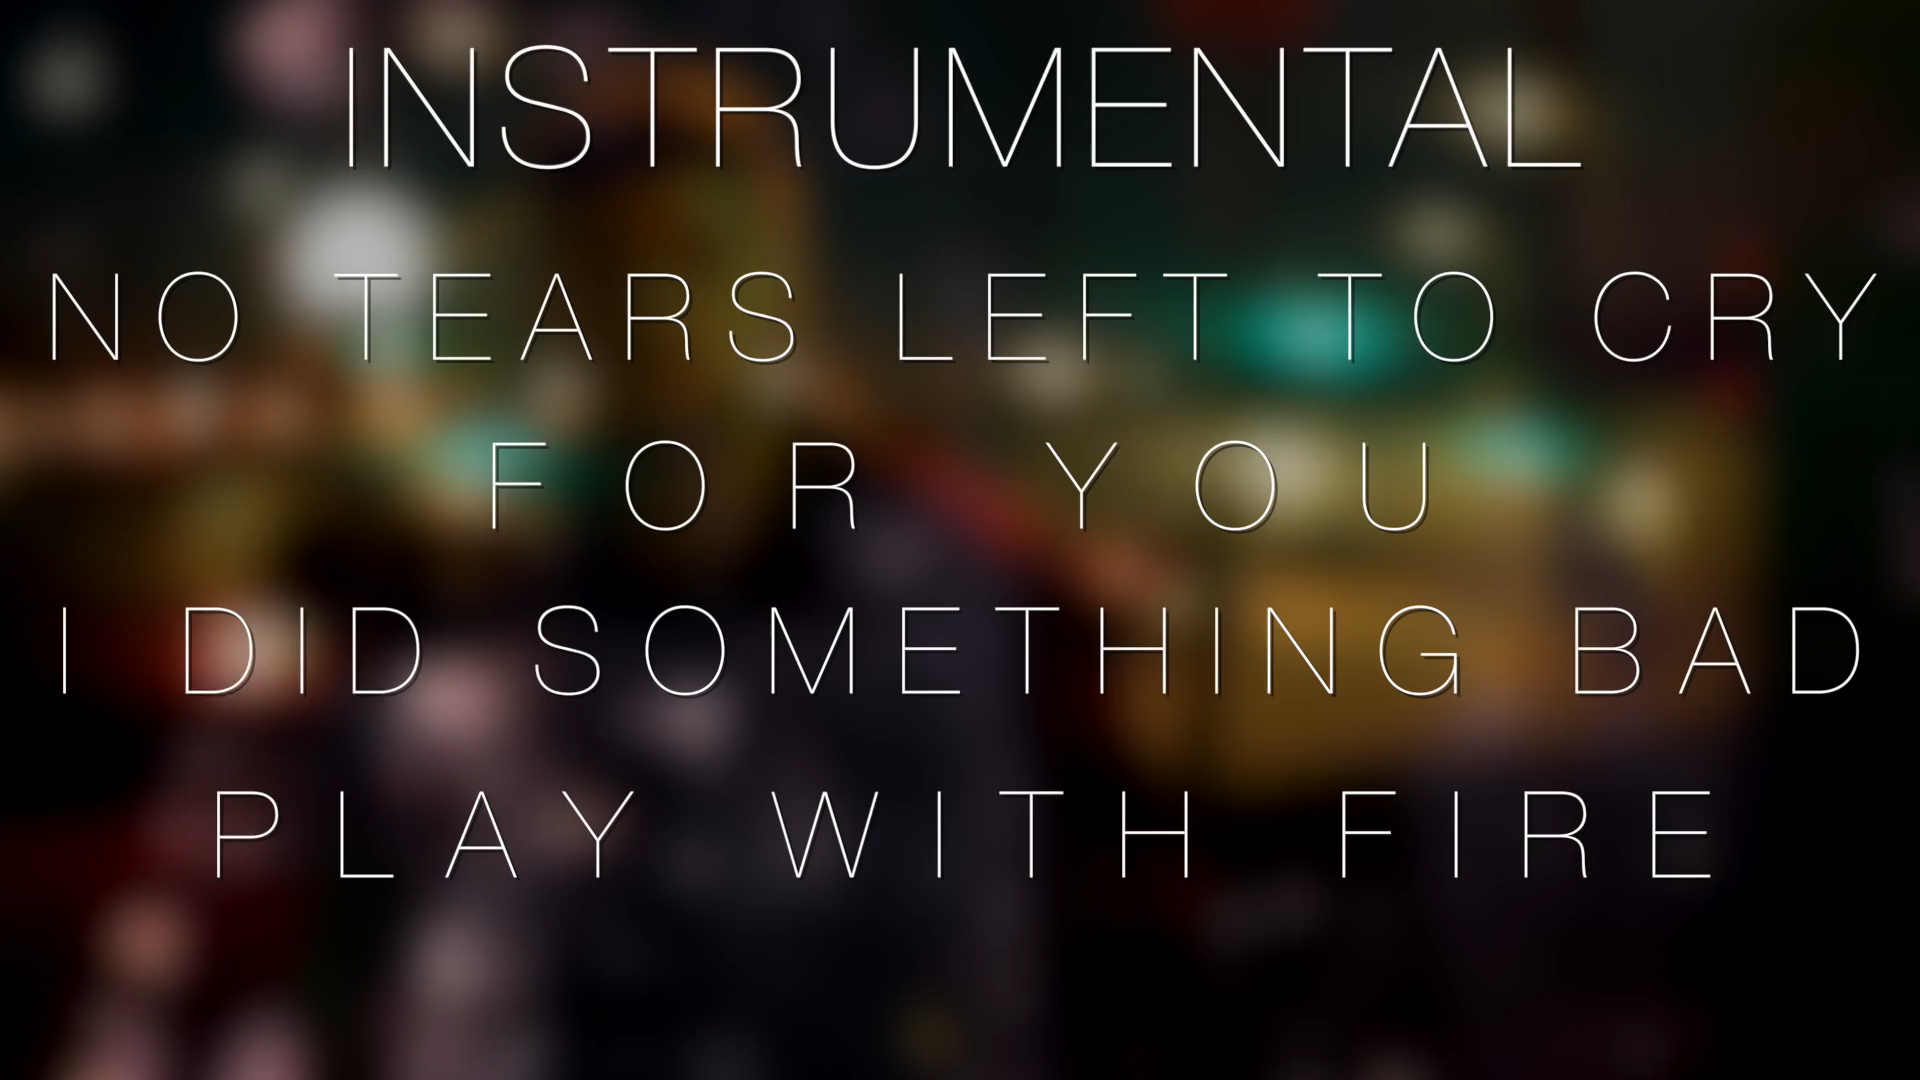 INSTRUMENTAL
NO TEARS LEFT TO CRY
FOR YOU
I DID SOMETHING BAD
PLAY WITH FIRE